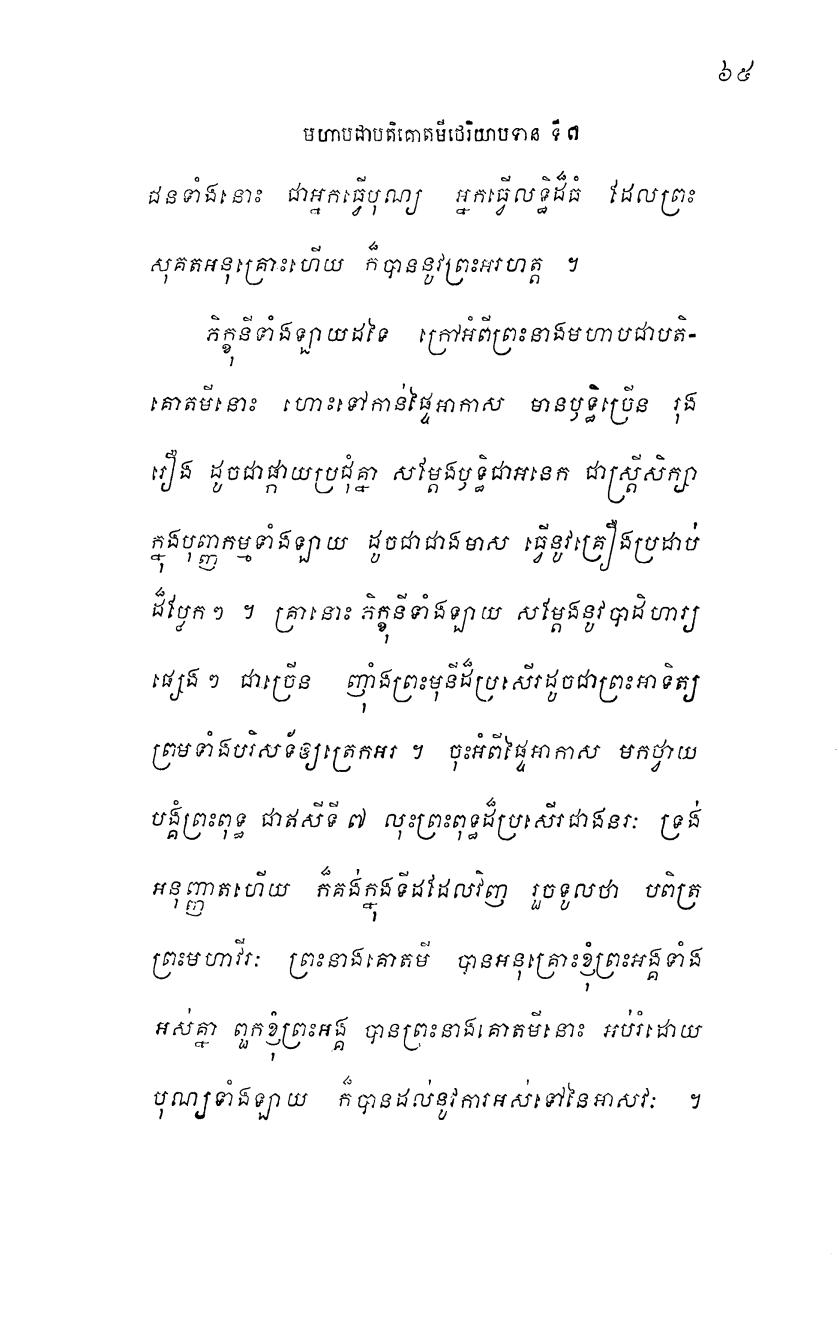 ៦៥
មហាបជាបតិគោតមីថេរិយាបទាន ទី ៧
ជនទាំងនោះ ជាអ្នកធ្វើបុណ្យ អ្នកធ្វើលទ្ធិដ៏ធំ ដែលព្រះ
សុគតអនុគ្រោះហើយ ក៏បាននូវព្រះអរហត្ត ។
ភិក្ខុនីទាំងឡាយដទៃ ក្រៅអំពីព្រះនាងមហាបជាបតិ-
គោតមីនោះ ហោះទៅកាន់ផ្ទៃអាកាស មានឫទ្ធិច្រើន រុង
រឿង ដូចជាផ្កាយប្រជុំគ្នា សម្ដែងឫទ្ធិជាអនេក ជាស្ត្រីសិក្សា
ក្នុងបុញ្ញកម្មទាំងឡាយ ដូចជាជាងមាស ធ្វើនូវគ្រឿងប្រដាប់
ដ៏ប្លែកៗ ។ គ្រានោះ ភិក្ខុនីទាំងឡាយ សម្ដែងនូវបាដិហារ្យ
ផ្សេងៗ ជាច្រើន ញ៉ាំងព្រះមុនីដ៏ប្រសើរដូចជាព្រះអាទិត្យ
ព្រមទាំងបរិសទ័ឲ្យត្រេកអរ ។ ចុះអំពីផ្ទៃអាកាស មកថ្វាយ
បង្គំព្រះពុទ្ធ ជាឥសីទី ៧ លុះព្រះពុទ្ធដ៏ប្រសើរជាងនរៈ ទ្រង់
អនុញ្ញាតហើយ ក៏គង់ក្នុងទីដដែលវិញ រួចទូលថា បពិត្រ
ព្រះមហាវីរៈ ព្រះនាងគោតមី បានអនុគ្រោះខ្ញុំព្រះអង្គទាំង
អស់គ្នា ពួកខ្ញុំព្រះអង្គ បានព្រះនាងគោតមីនោះ អប់រំដោយ
បុណ្យទាំងឡាយ ក៏បានដល់នូវការអស់ទៅនៃអាសវៈ ។